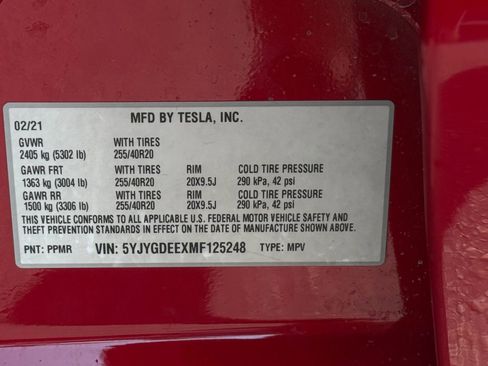 MFD BY TESLA, INC.
02/21
GVWR WITH TIRES
2405 kg (5302 lb) 255/40R20
GAWR FRT WITH TIRES RIM COLD TIRE PRESSURE
1363 kg (3004 lb) 255/40R20 20X9.5J 290 kPa, 42 psi
GAWR RR WITH TIRES RIM COLD TIRE PRESSURE
1500 kg (3306 lb) 255/40R20 20X9.5J 290 kPa, 42 psi
THIS VEHICLE CONFORMS TO ALL APPLICABLE U.S. FEDERAL MOTOR VEHICLE SAFETY AND
THEFT PREVENTION STANDARDS IN EFFECT ON THE DATE OF MANUFACTURE SHOWN ABOVE.
PNT: PPMR VIN: 5YJYGDEEXMF125248 TYPE: MPV